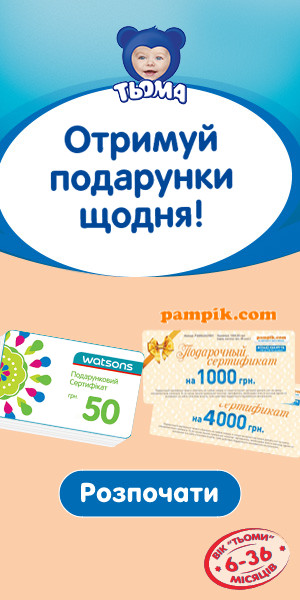 ТЬОМА
Отримуй
подарунки
щодня!
pampik.com
watsons
Подарунковий
Сертифікат
грн.
50
Подарочный
сертификат
на 1000 грн.
сертификат
на 4000 грн.
Розпочати
ВІК "ТЬОМИ"
6-36
МІСЯЦІВ